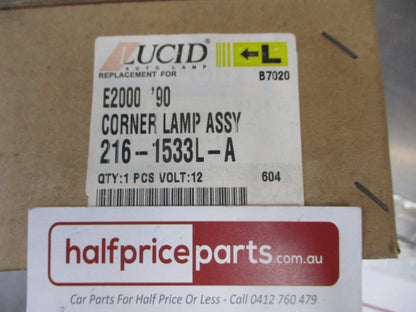 LUCID
AUTO LAMP
REPLACEMENT FOR
L
B7020
E2000 '90
CORNER LAMP ASSY
216-1533L-A
QTY:1 PCS VOLT:12 604
halfpriceparts.com.au
Car Parts For Half Price Or Less - Call 0412 760 479